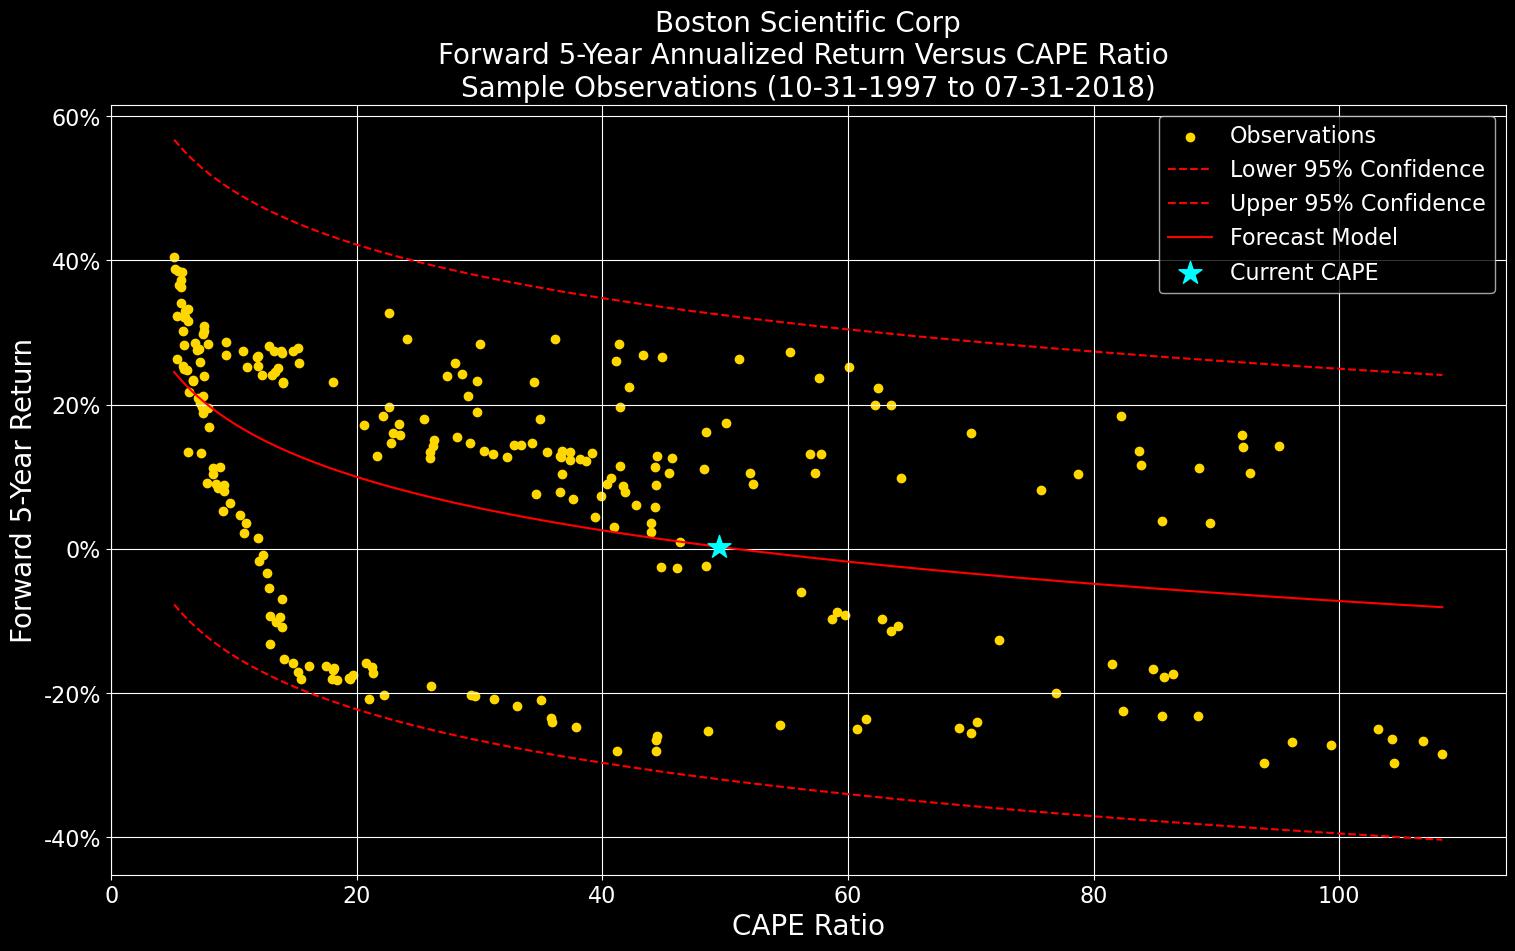 Boston Scientific Corp
Forward 5-Year Annualized Return Versus CAPE Ratio
Sample Observations (10-31-1997 to 07-31-2018)
Observations
Lower 95% Confidence
Upper 95% Confidence
Forecast Model
Current CAPE
Forward 5-Year Return
60%
40%
20%
0%
-20%
-40%
0 20 40 60 80 100
CAPE Ratio